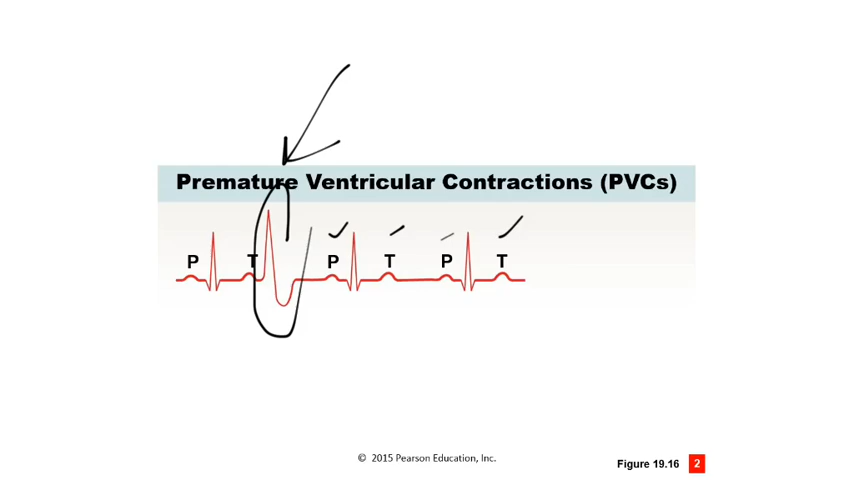 Premature Ventricular Contractions (PVCs)
P T P T P T
© 2015 Pearson Education, Inc.
Figure 19.16 2